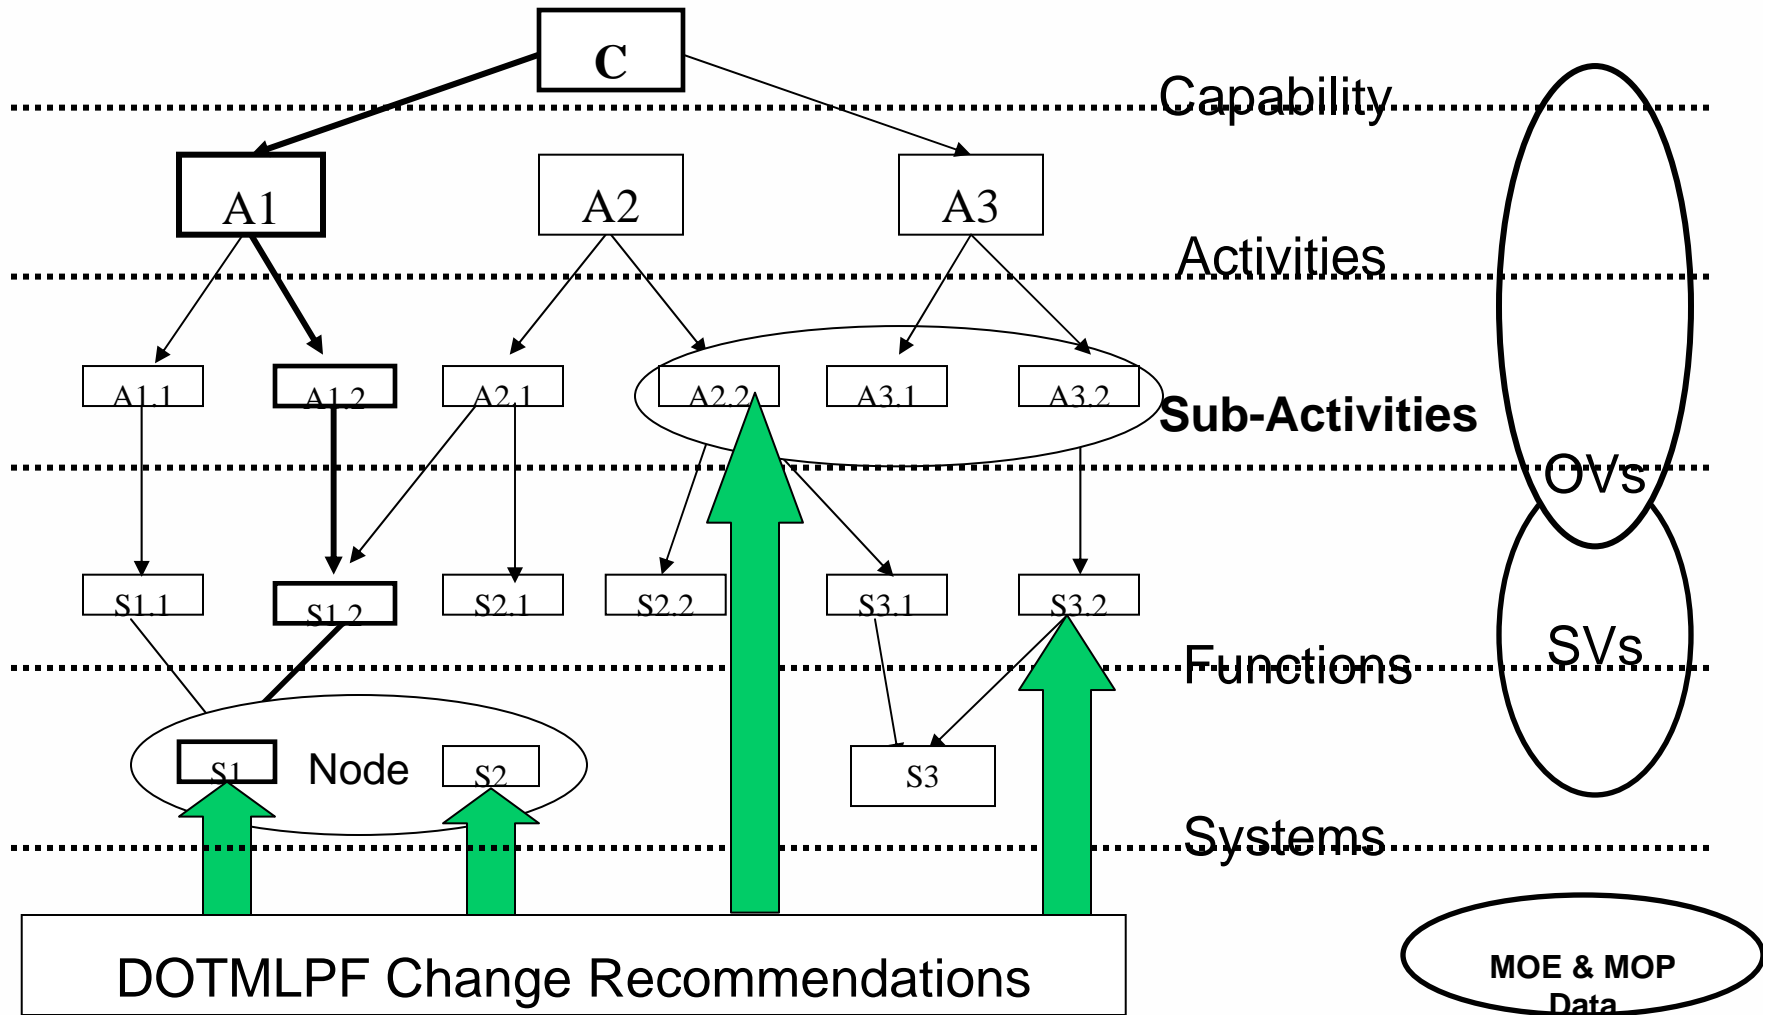 C
Capability
A1
A2
A3
Activities
A1.1
A1.2
A2.1
A2.2
A3.1
A3.2
Sub-Activities
OVs
S1.1
S1.2
S2.1
S2.2
S3.1
S3.2
Functions
SVs
S1
Node
S2
S3
Systems
DOTMLPF Change Recommendations
MOE & MOP
Data